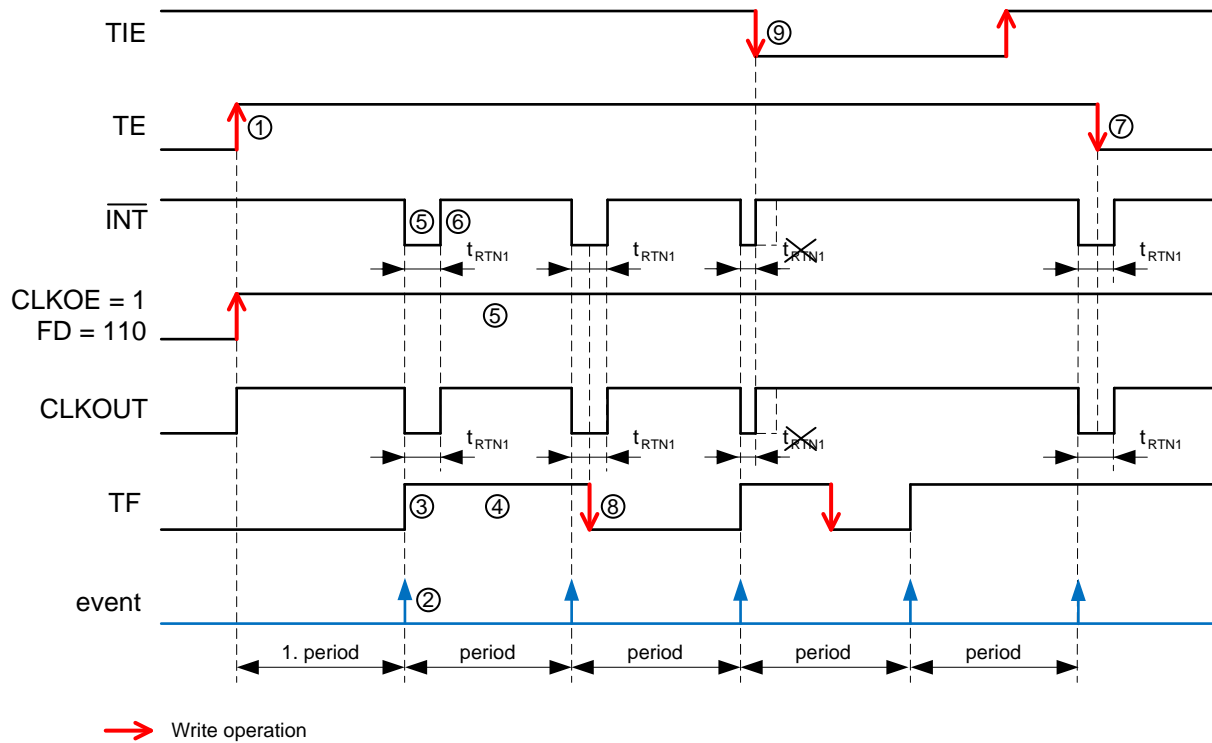 TIE ⑨
TE ① ⑦
INT ⑤ ⑥
tRTN1 tRTN1 tRTN1 tRTN1
CLKOE = 1
FD = 110 ⑤
CLKOUT
tRTN1 tRTN1 tRTN1 tRTN1
TF ③ ④ ⑧
event ②
1. period period period period period
Write operation